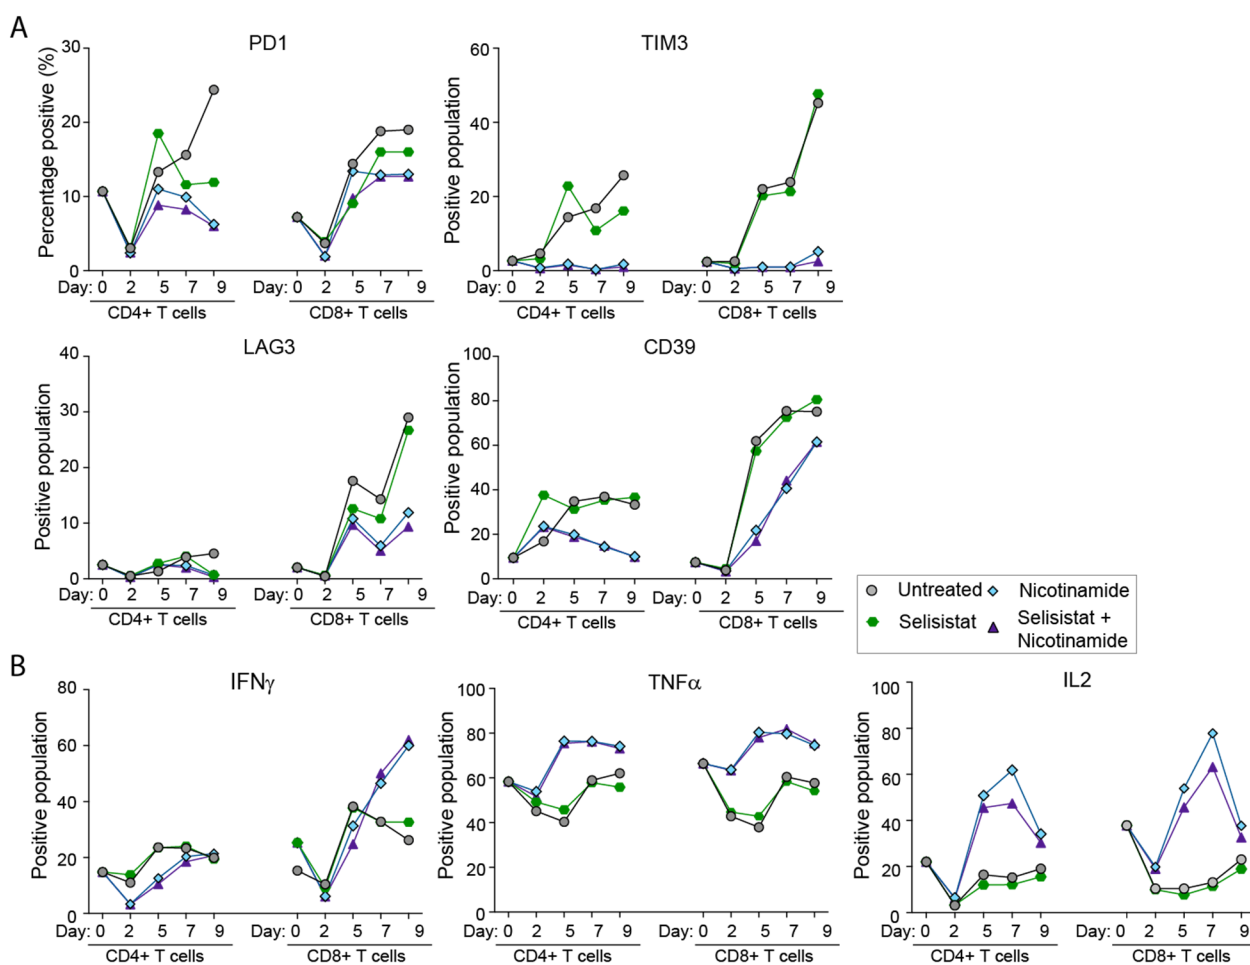 A
PD1
TIM3
Percentage positive (%)
30
20
10
0
Positive population
60
40
20
0
Day: 0 2 5 7 9 0 2 5 7 9
CD4+ T cells CD8+ T cells
Day: 0 2 5 7 9 0 2 5 7 9
CD4+ T cells CD8+ T cells
LAG3
CD39
Positive population
40
30
20
10
0
Positive population
100
80
60
40
20
0
Day: 0 2 5 7 9 Day: 0 2 5 7 9
CD4+ T cells CD8+ T cells
Day: 0 2 5 7 9 Day: 0 2 5 7 9
CD4+ T cells CD8+ T cells
Untreated Nicotinamide
Selisistat Selisistat +
Nicotinamide
B
IFNγ
TNFα
IL2
Positive population
80
60
40
20
0
Positive population
100
80
60
40
20
0
Positive population
100
80
60
40
20
0
Day: 0 2 5 7 9 Day: 0 2 5 7 9
CD4+ T cells CD8+ T cells
Day: 0 2 5 7 9 Day: 0 2 5 7 9
CD4+ T cells CD8+ T cells
Day: 0 2 5 7 9 Day: 0 2 5 7 9
CD4+ T cells CD8+ T cells